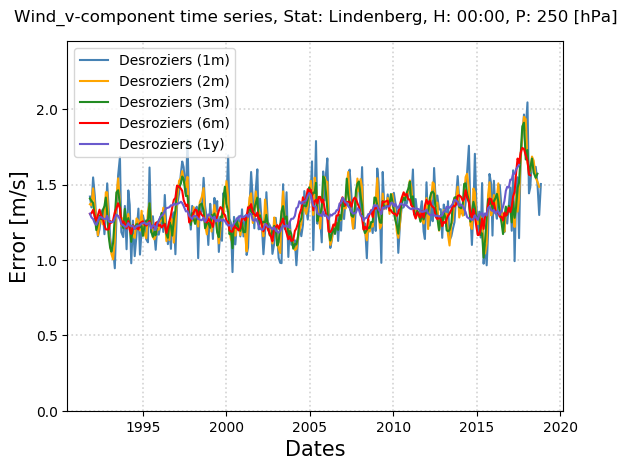 Wind_v-component time series, Stat: Lindenberg, H: 00:00, P: 250 [hPa]
Desroziers (1m)
Desroziers (2m)
Desroziers (3m)
Desroziers (6m)
Desroziers (1y)
Error [m/s]
2.0
1.5
1.0
0.5
0.0
1995 2000 2005 2010 2015 2020
Dates